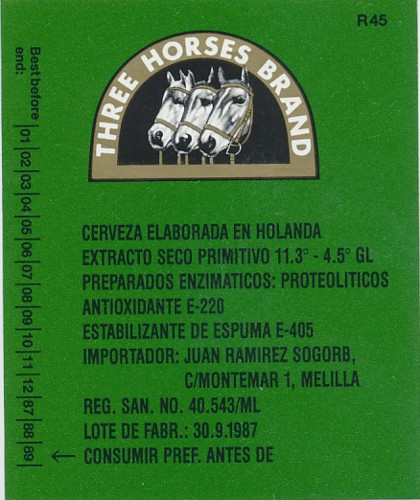 R45
THREE HORSES BRAND
Best before end:
01 02 03 04 05 06 07 08 09 10 11 12 87 88 89
CERVEZA ELABORADA EN HOLANDA
EXTRACTO SECO PRIMITIVO 11.3° - 4.5° GL
PREPARADOS ENZIMATICOS: PROTEOLITICOS
ANTIOXIDANTE E-220
ESTABILIZANTE DE ESPUMA E-405
IMPORTADOR: JUAN RAMIREZ SOGORB,
C/MONTEMAR 1, MELILLA
REG. SAN. NO. 40.543/ML
LOTE DE FABR.: 30.9.1987
← CONSUMIR PREF. ANTES DE